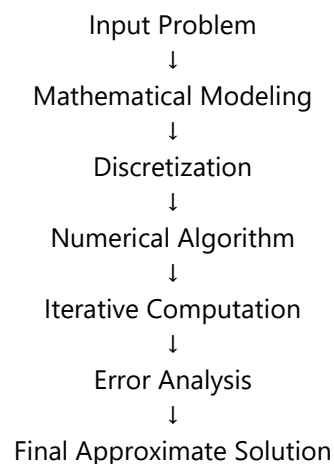 Input Problem
↓
Mathematical Modeling
↓
Discretization
↓
Numerical Algorithm
↓
Iterative Computation
↓
Error Analysis
↓
Final Approximate Solution